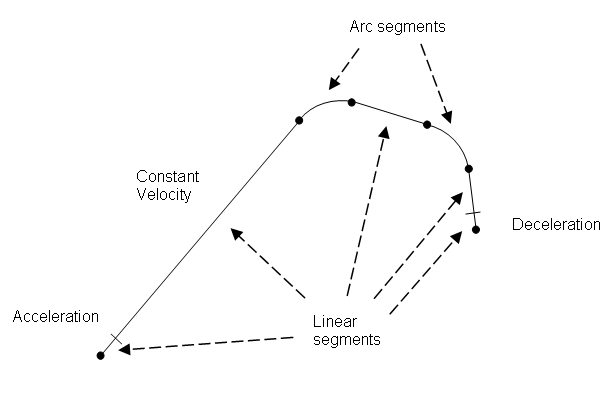 Arc segments
Constant
Velocity
Deceleration
Acceleration
Linear
segments